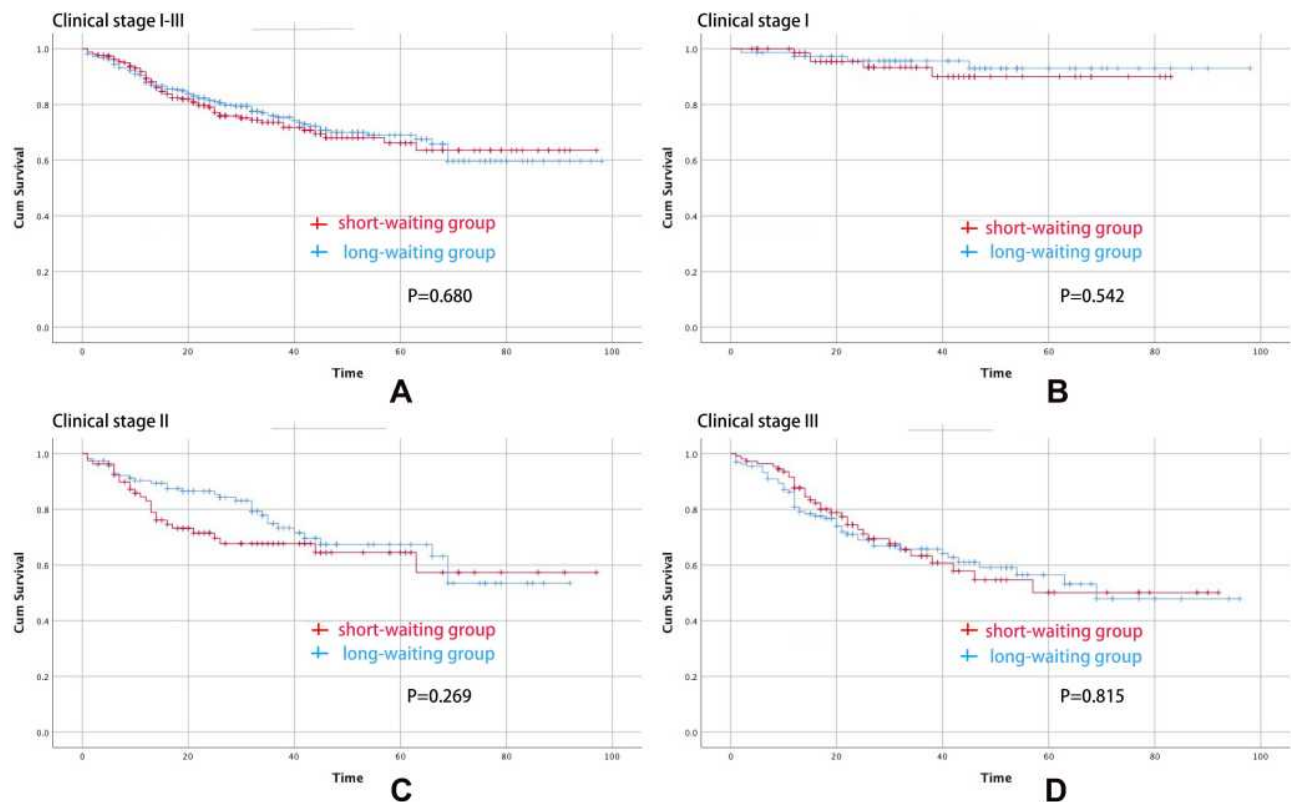 Clinical stage I-III
1.0
0.8
0.6
0.4
0.2
0.0
Cum Survival
short-waiting group
long-waiting group
P=0.680
0 20 40 60 80 100
Time
A
Clinical stage I
1.0
0.8
0.6
0.4
0.2
0.0
Cum Survival
short-waiting group
long-waiting group
P=0.542
0 20 40 60 80 100
Time
B
Clinical stage II
1.0
0.8
0.6
0.4
0.2
0.0
Cum Survival
short-waiting group
long-waiting group
P=0.269
0 20 40 60 80 100
Time
C
Clinical stage III
1.0
0.8
0.6
0.4
0.2
0.0
Cum Survival
short-waiting group
long-waiting group
P=0.815
0 20 40 60 80 100
Time
D